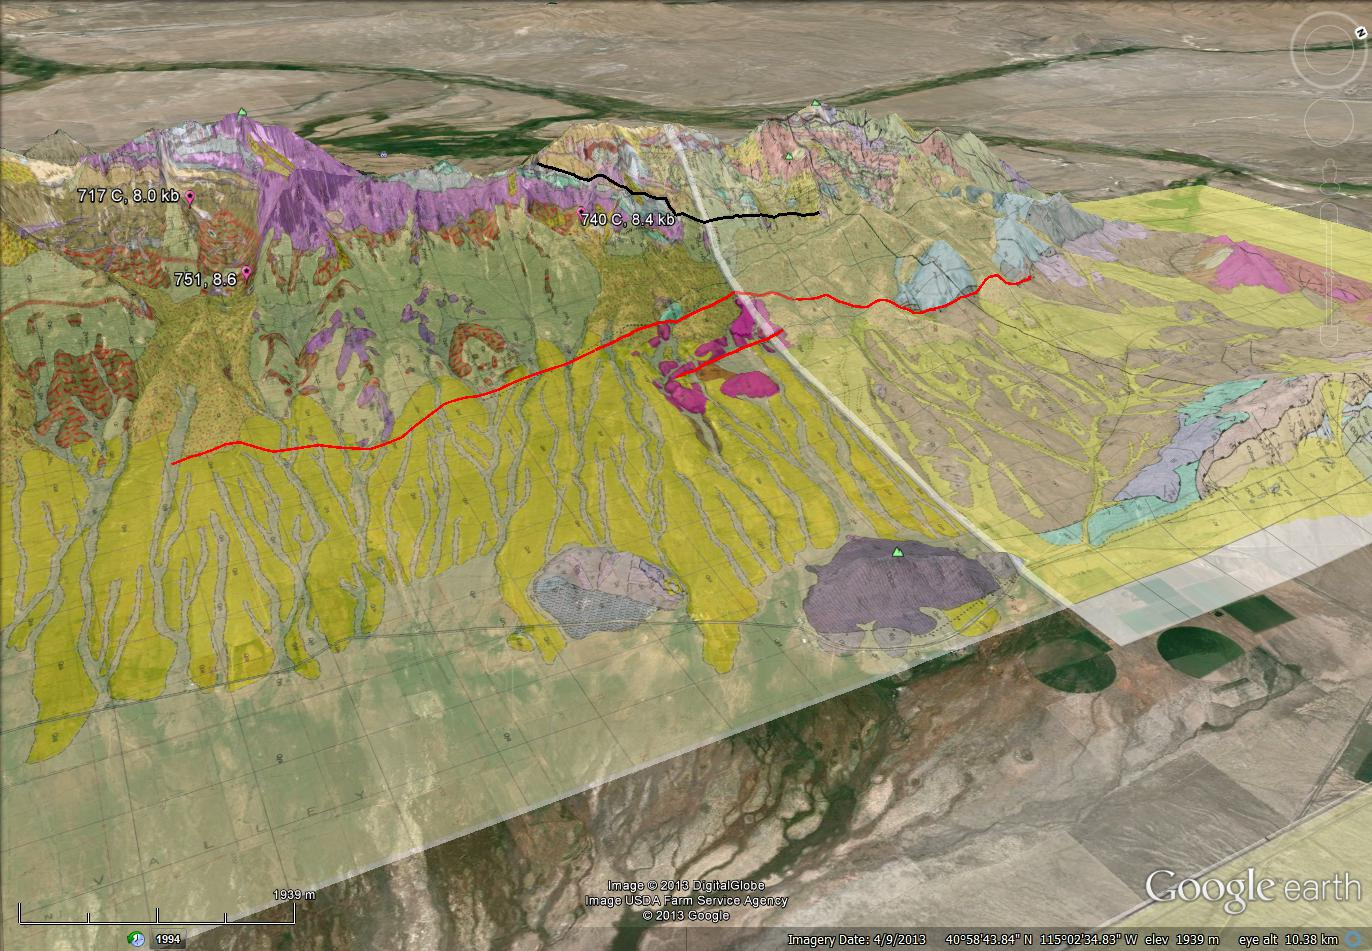 717 C, 8.0 kb
740 C, 8.4 kb
751, 8.6
V A L L E Y
1939 m
Image © 2013 DigitalGlobe
Image USDA Farm Service Agency
© 2013 Google
Google earth
1994
Imagery Date: 4/9/2013 40°58'43.84" N 115°02'34.83" W elev 1939 m eye alt 10.38 km
N